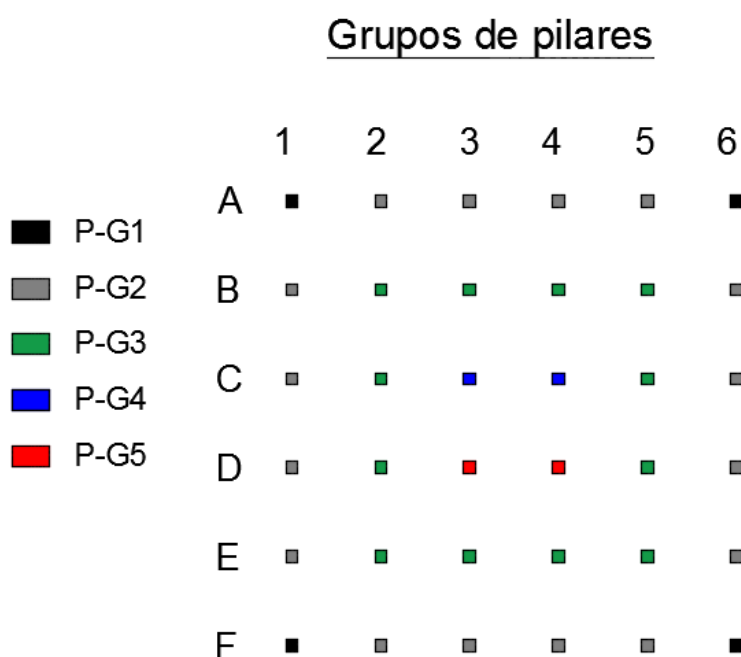 Grupos de pilares
1 2 3 4 5 6
A
P-G1
B
P-G2
P-G3
C
P-G4
D
P-G5
E
F